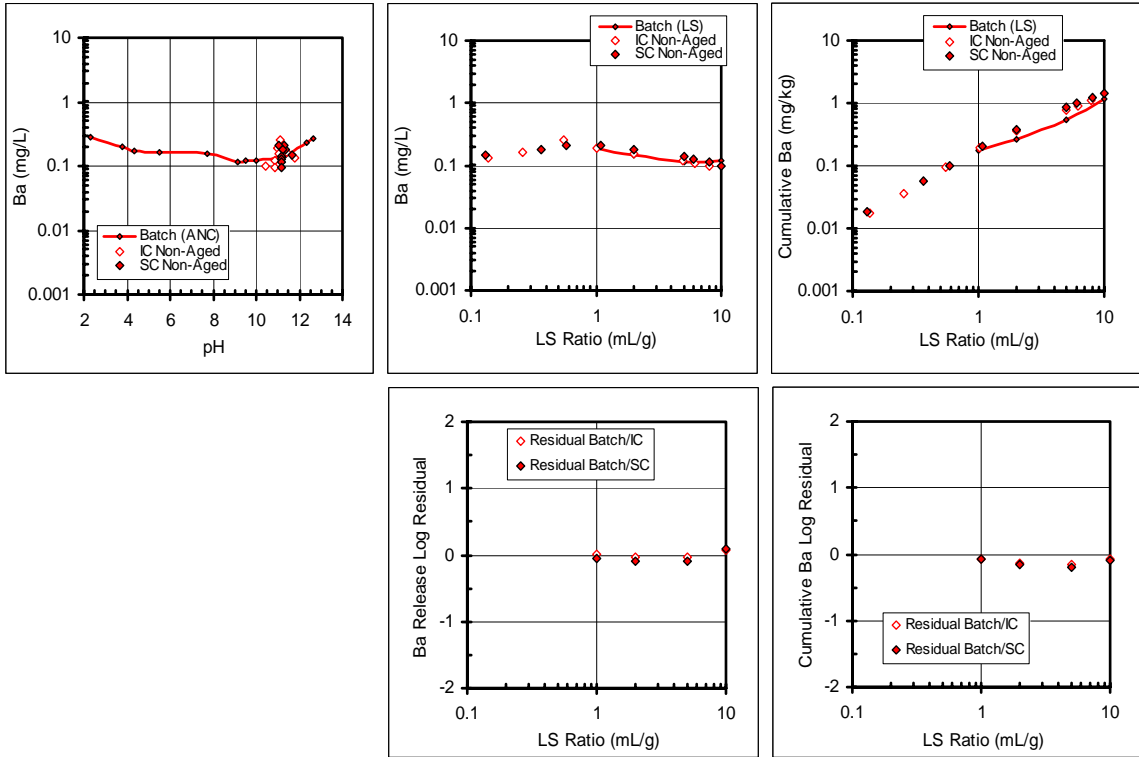 10
1
0.1
0.01
0.001
Ba (mg/L)
Batch (ANC)
IC Non-Aged
SC Non-Aged
2 4 6 8 10 12 14
pH
Batch (LS)
IC Non-Aged
SC Non-Aged
10
1
0.1
0.01
0.001
Ba (mg/L)
0.1 1 10
LS Ratio (mL/g)
Batch (LS)
IC Non-Aged
SC Non-Aged
10
1
0.1
0.01
0.001
Cumulative Ba (mg/kg)
0.1 1 10
LS Ratio (mL/g)
2
1
0
-1
-2
Ba Release Log Residual
Residual Batch/IC
Residual Batch/SC
0.1 1 10
LS Ratio (mL/g)
2
1
0
-1
-2
Cumulative Ba Log Residual
Residual Batch/IC
Residual Batch/SC
0.1 1 10
LS Ratio (mL/g)